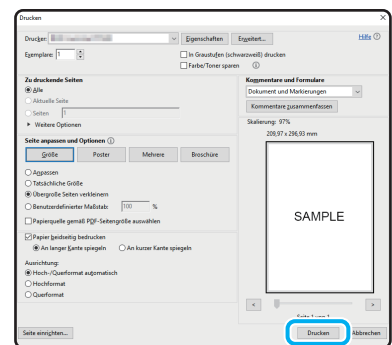 Drucken
Drucker:
Eigenschaften
Erweitert...
Hilfe
Exemplare: 1
In Graustufen (schwarzweiß) drucken
Farbe/Toner sparen
Zu druckende Seiten
Alle
Aktuelle Seite
Seiten 1
Weitere Optionen
Seite anpassen und Optionen
Größe
Poster
Mehrere
Broschüre
Anpassen
Tatsächliche Größe
Übergroße Seiten verkleinern
Benutzerdefinierter Maßstab: 100 %
Papierquelle gemäß PDF-Seitengröße auswählen
Papier beidseitig bedrucken
An langer Kante spiegeln
An kurzer Kante spiegeln
Ausrichtung:
Hoch-/Querformat automatisch
Hochformat
Querformat
Kommentare und Formulare
Dokument und Markierungen
Kommentare zusammenfassen
Skalierung: 97%
209,97 x 296,93 mm
SAMPLE
<
>
Seite 1 von 1
Seite einrichten...
Drucken
Abbrechen